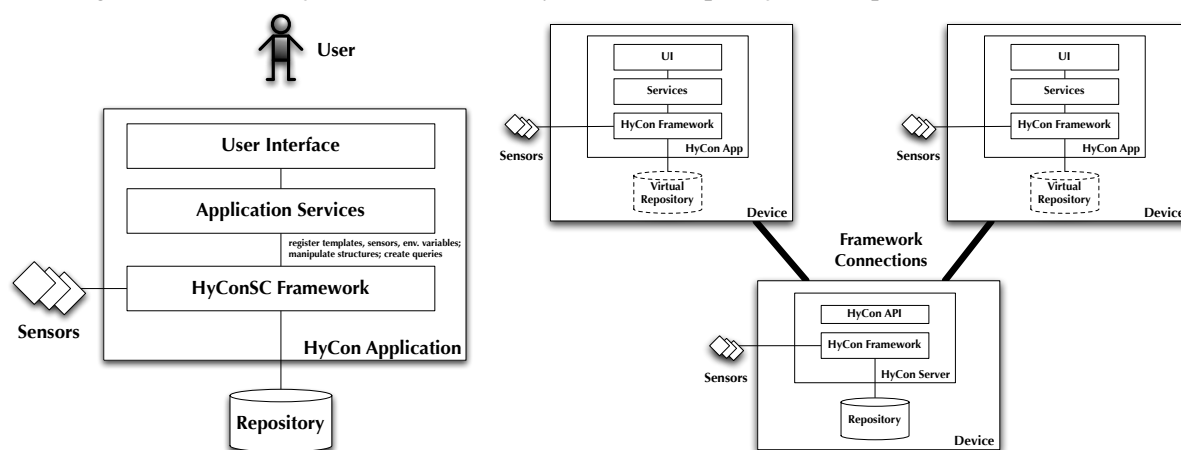 User
User Interface
Application Services
register templates, sensors, env. variables;
manipulate structures; create queries
HyConSC Framework
Sensors
HyCon Application
Repository
UI
Services
HyCon Framework
HyCon App
Sensors
Virtual
Repository
Device
UI
Services
HyCon Framework
HyCon App
Sensors
Virtual
Repository
Device
Framework
Connections
HyCon API
HyCon Framework
HyCon Server
Sensors
Repository
Device